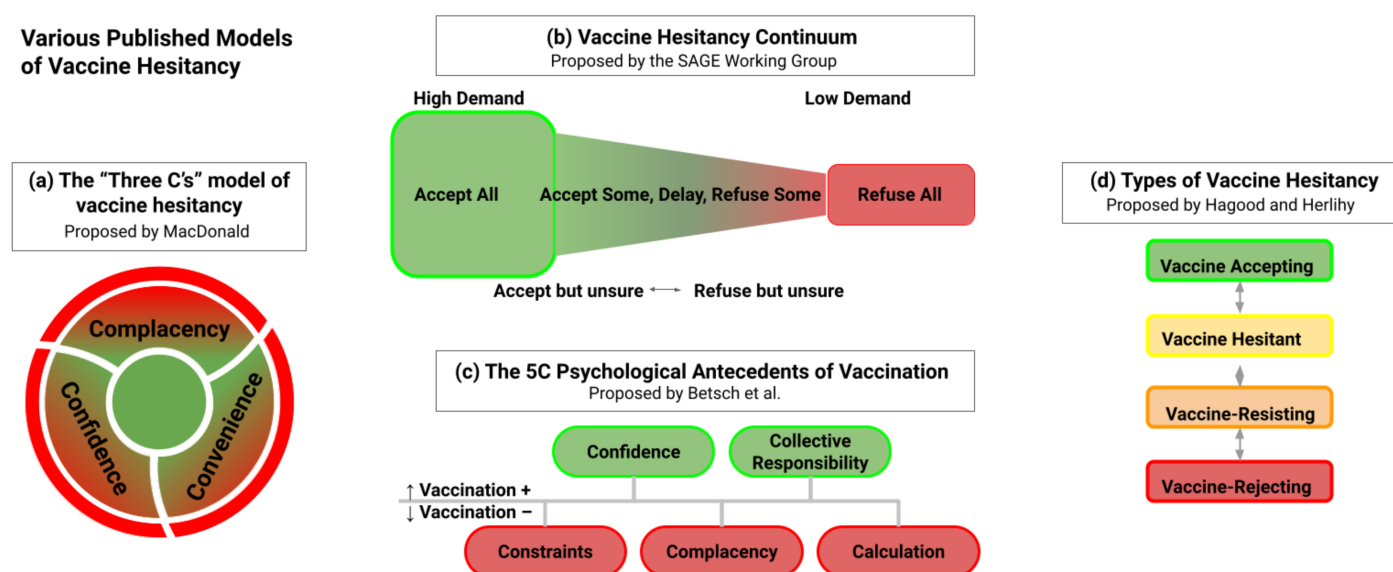 Various Published Models
of Vaccine Hesitancy
(a) The “Three C's” model of
vaccine hesitancy
Proposed by MacDonald
Complacency
Confidence
Convenience
(b) Vaccine Hesitancy Continuum
Proposed by the SAGE Working Group
High Demand
Low Demand
Accept All
Accept Some, Delay, Refuse Some
Refuse All
Accept but unsure
Refuse but unsure
(c) The 5C Psychological Antecedents of Vaccination
Proposed by Betsch et al.
Confidence
Collective
Responsibility
↑ Vaccination +
↓ Vaccination –
Constraints
Complacency
Calculation
(d) Types of Vaccine Hesitancy
Proposed by Hagood and Herlihy
Vaccine Accepting
Vaccine Hesitant
Vaccine-Resisting
Vaccine-Rejecting